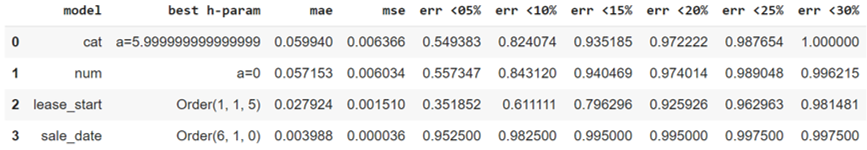 model best h-param mae mse err <05% err <10% err <15% err <20% err <25% err <30%
0 cat a=5.999999999999999 0.059940 0.006366 0.549383 0.824074 0.935185 0.972222 0.987654 1.000000
1 num a=0 0.057153 0.006034 0.557347 0.843120 0.940469 0.974014 0.989048 0.996215
2 lease_start Order(1, 1, 5) 0.027924 0.001510 0.351852 0.611111 0.796296 0.925926 0.962963 0.981481
3 sale_date Order(6, 1, 0) 0.003988 0.000036 0.952500 0.982500 0.995000 0.995000 0.997500 0.997500